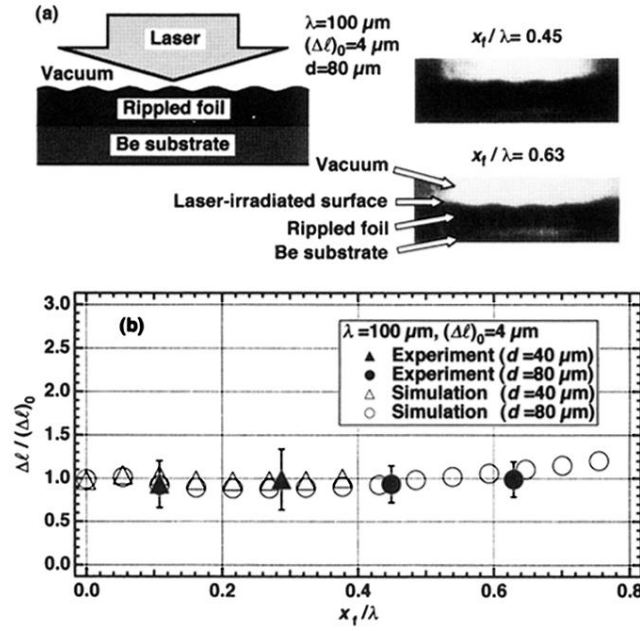 (a)
Laser
λ=100 μm
(Δℓ)₀=4 μm
d=80 μm
Vacuum
Rippled foil
Be substrate
x_f / λ= 0.45
x_f / λ= 0.63
Vacuum
Laser-irradiated surface
Rippled foil
Be substrate
(b)
λ =100 μm, (Δℓ)₀=4 μm
▲ Experiment (d = 40 μm)
● Experiment (d = 80 μm)
△ Simulation (d = 40 μm)
○ Simulation (d = 80 μm)
Δℓ / (Δℓ)₀
3.0
2.5
2.0
1.5
1.0
0.5
0.0
0.0 0.2 0.4 0.6 0.8
x_f /λ